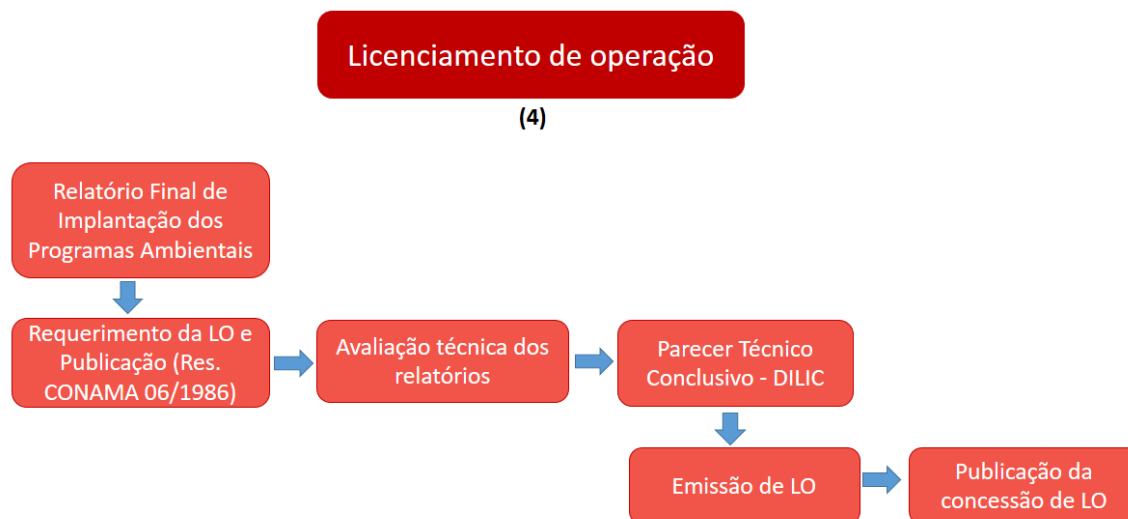 Licenciamento de operação
(4)
Relatório Final de
Implantação dos
Programas Ambientais
Requerimento da LO e
Publicação (Res.
CONAMA 06/1986)
Avaliação técnica dos
relatórios
Parecer Técnico
Conclusivo - DILIC
Emissão de LO
Publicação da
concessão de LO